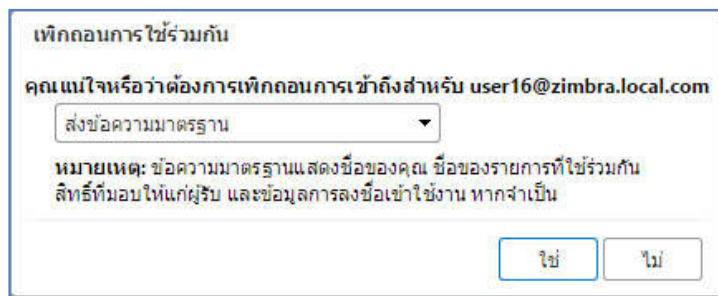 เพิกถอนการใช้ร่วมกัน
คุณแน่ใจหรือว่าต้องการเพิกถอนการเข้าถึงสำหรับ user16@zimbra.local.com
ส่งข้อความมาตรฐาน
หมายเหตุ: ข้อความมาตรฐานแสดงชื่อของคุณ ชื่อของรายการที่ใช้ร่วมกัน
สิทธิ์ที่มอบให้แก่ผู้รับ และข้อมูลการลงชื่อเข้าใช้งาน หากจำเป็น
ใช่ ไม่